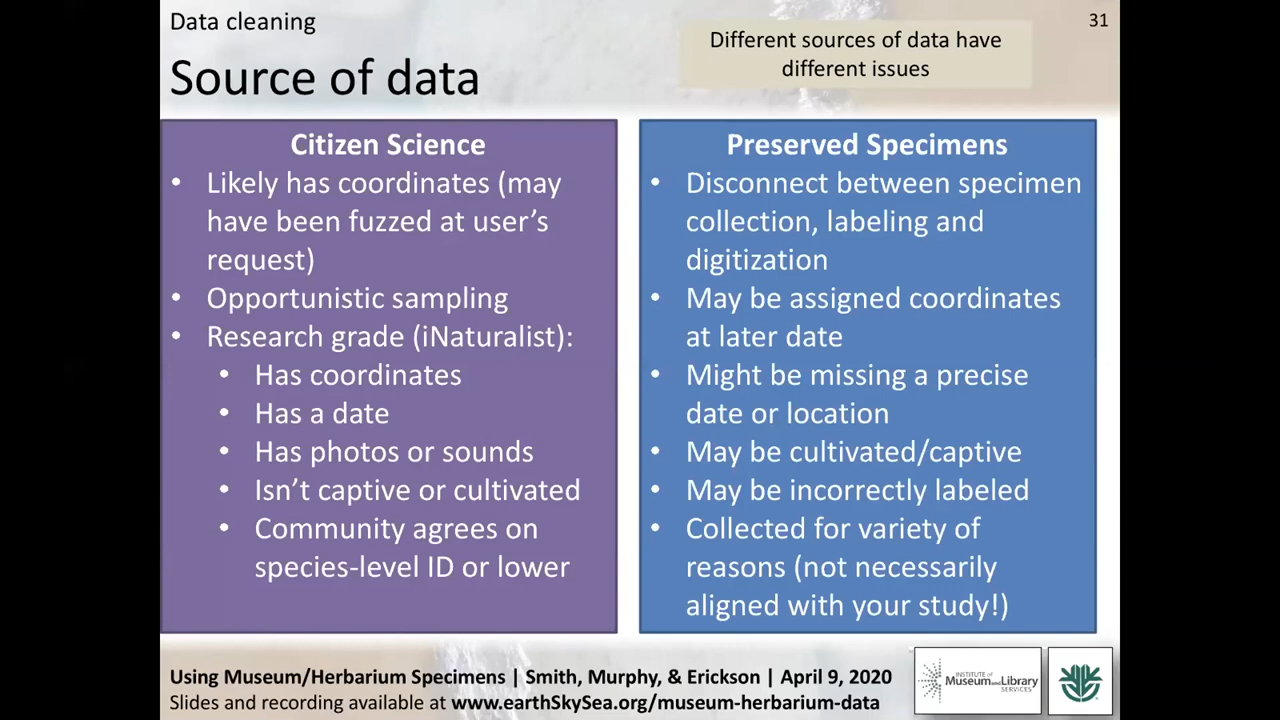 Data cleaning
31
Source of data
Different sources of data have
different issues
Citizen Science
• Likely has coordinates (may
have been fuzzed at user’s
request)
• Opportunistic sampling
• Research grade (iNaturalist):
• Has coordinates
• Has a date
• Has photos or sounds
• Isn’t captive or cultivated
• Community agrees on
species-level ID or lower
Preserved Specimens
• Disconnect between specimen
collection, labeling and
digitization
• May be assigned coordinates
at later date
• Might be missing a precise
date or location
• May be cultivated/captive
• May be incorrectly labeled
• Collected for variety of
reasons (not necessarily
aligned with your study!)
Using Museum/Herbarium Specimens | Smith, Murphy, & Erickson | April 9, 2020
Slides and recording available at www.earthSkySea.org/museum-herbarium-data
INSTITUTE of
Museum and Library
SERVICES